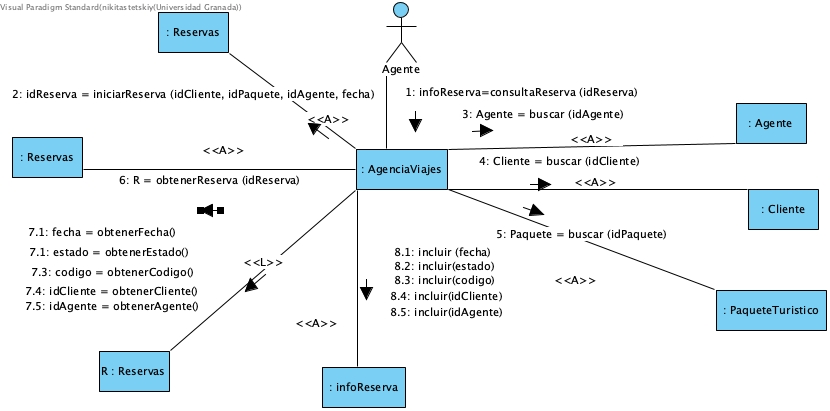 Visual Paradigm Standard(nikitastetskiy(Universidad Granada))
: Reservas
Agente
2: idReserva = iniciarReserva (idCliente, idPaquete, idAgente, fecha)
1: infoReserva=consultaReserva (idReserva)
3: Agente = buscar (idAgente)
<<A>>
: Agente
<<A>>
<<A>>
: Reservas
: AgenciaViajes
4: Cliente = buscar (idCliente)
6: R = obtenerReserva (idReserva)
<<A>>
: Cliente
7.1: fecha = obtenerFecha()
7.1: estado = obtenerEstado()
7.3: codigo = obtenerCodigo()
7.4: idCliente = obtenerCliente()
7.5: idAgente = obtenerAgente()
<<L>>
5: Paquete = buscar (idPaquete)
8.1: incluir (fecha)
8.2: incluir(estado)
8.3: incluir(codigo)
8.4: incluir(idCliente)
8.5: incluir(idAgente)
<<A>>
: PaqueteTuristico
<<A>>
R : Reservas
: infoReserva